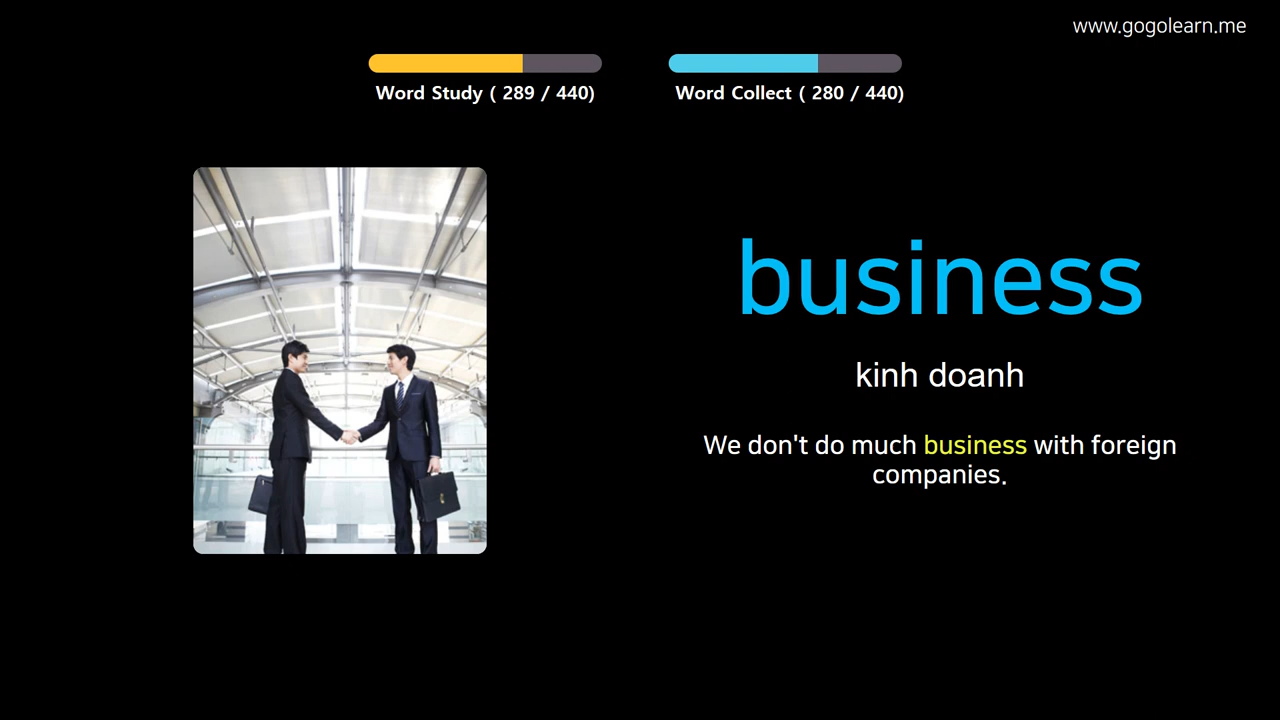 www.gogolearn.me
Word Study ( 289 / 440)
Word Collect ( 280 / 440)
business
kinh doanh
We don't do much business with foreign
companies.